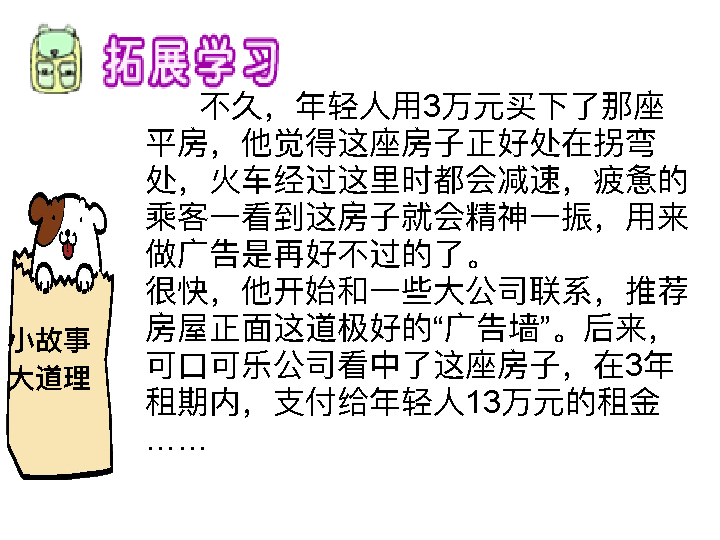 拓展学习
不久，年轻人用3万元买下了那座
平房，他觉得这座房子正好处在拐弯
处，火车经过这里时都会减速，疲惫的
乘客一看到这房子就会精神一振，用来
做广告是再好不过的了。
很快，他开始和一些大公司联系，推荐
房屋正面这道极好的“广告墙”。后来，
可口可乐公司看中了这座房子，在3年
租期内，支付给年轻人13万元的租金
……
小故事
大道理